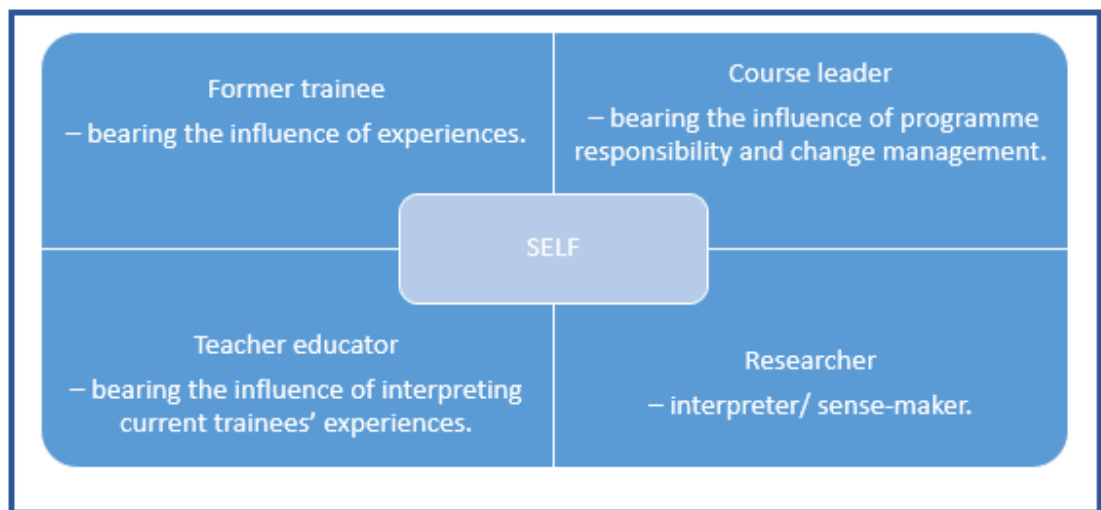 Former trainee
– bearing the influence of experiences.
Course leader
– bearing the influence of programme
responsibility and change management.
SELF
Teacher educator
– bearing the influence of interpreting
current trainees’ experiences.
Researcher
– interpreter/ sense-maker.